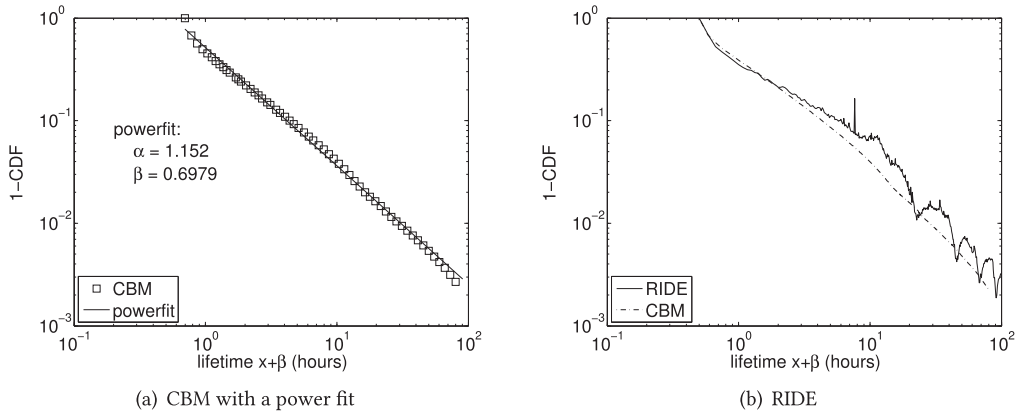 10^0
10^-1
10^-2
10^-3
1−CDF
powerfit:
α = 1.152
β = 0.6979
CBM
powerfit
10^-1 10^0 10^1 10^2
lifetime x+β (hours)
(a) CBM with a power fit
10^0
10^-1
10^-2
10^-3
1−CDF
RIDE
CBM
10^-1 10^0 10^1 10^2
lifetime x+β (hours)
(b) RIDE